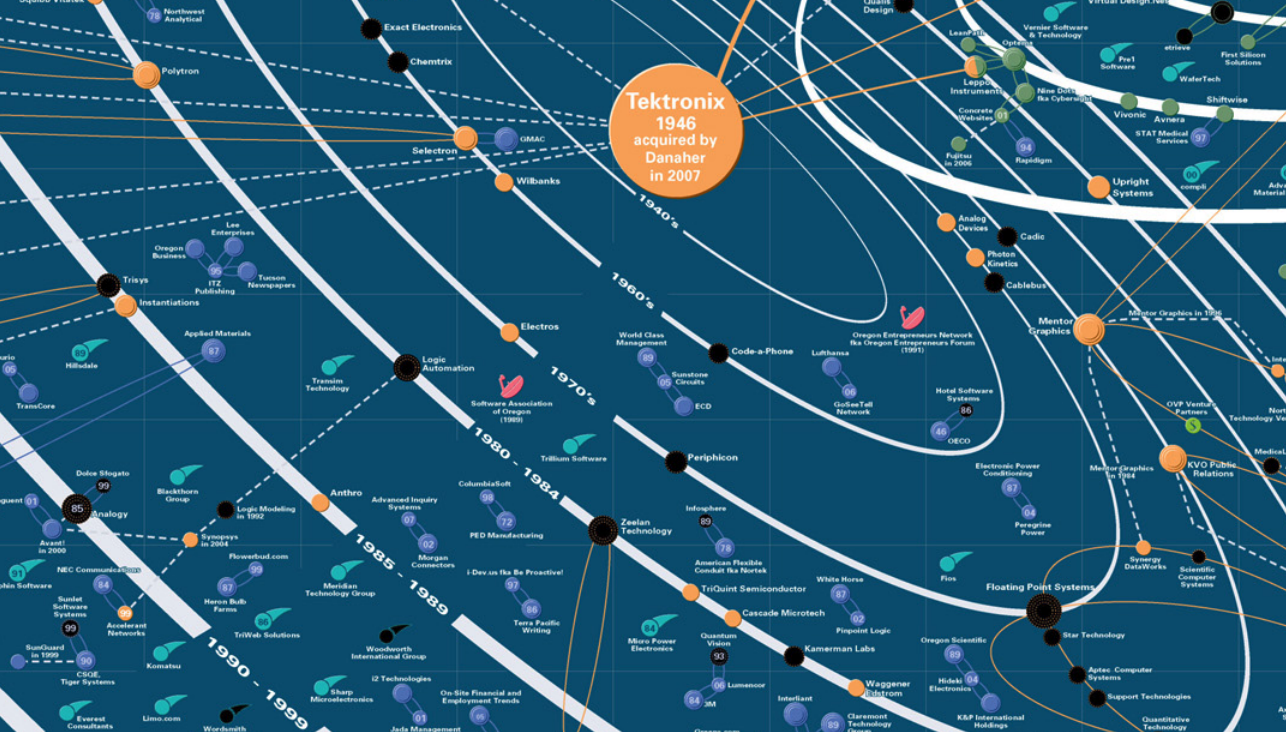 78
Northwest
Analytical
Exact Electronics
Chemtrix
Polytron
Selectron
GMAC
Wilbanks
Tektronix
1946
acquired by
Danaher
in 2007
Design
Virtual Design.Net
Vernier Software
& Technology
Pre1
Software
WaferTech
etrieve
First Silicon
Solutions
LeanPath
Leppo
Instruments
Nine Dots
fka Cybersight
Concrete
Websites
01
Fujitsu
in 2006
94
Rapidigm
Vivonic
Avnera
Shiftwise
STAT Medical
Services
97
00
compli
Upright
Systems
1940's
Analog
Devices
Cadic
Photon
Kinetics
Cablebus
Lee
Enterprises
Oregon
Business
95
ITZ
Publishing
Tucson
Newspapers
Trisys
Instantiations
1960's
Mentor
Graphics
Mentor Graphics in 1996
Electros
Applied Materials
87
89
Hillsdale
05
TransCore
Transim
Technology
Logic
Automation
Software Association
of Oregon
(1989)
1970's
World Class
Management
89
05
Sunstone
Circuits
ECD
Code-a-Phone
Oregon Entrepreneurs Network
fka Oregon Entrepreneurs Forum
(1991)
Lufthansa
06
GoSeeTell
Network
Hotel Software
Systems
86
46
OECO
OVP Venture
Partners
$
KVO Public
Relations
Mentor Graphics
in 1984
1980 - 1984
Trillium Software
Periphicon
Dolce Sfogato
99
85
Analogy
01
Avant!
in 2000
Blackthorn
Group
Logic Modeling
in 1992
Synopsys
in 2004
Anthro
Advanced Inquiry
Systems
07
02
Morgan
Connectors
ColumbiaSoft
98
72
PED Manufacturing
Zeelan
Technology
Infosphere
89
78
American Flexible
Conduit fka Nortek
Electronic Power
Conditioning
87
04
Peregrine
Power
Synergy
DataWorks
Scientific
Computer
Systems
1985 - 1989
91
NEC Communications
84
99
Accelerant
Networks
Flowerbud.com
99
87
Heron Bulb
Farms
86
TriWeb Solutions
Meridian
Technology Group
i-Dev.us fka Be Proactive!
97
86
Terra Pacific
Writing
TriQuint Semiconductor
Cascade Microtech
White Horse
87
02
Pinpoint Logic
Fios
Floating Point Systems
Star Technology
Aptec Computer
Systems
Support Technologies
Quantitative
Technology
Sunlet
Software
Systems
99
SunGuard
in 1999
90
CSQE,
Tiger Systems
Komatsu
Woodworth
International Group
84
Micro Power
Electronics
Quantum
Vision
93
06
Lumencor
84
Kamerman Labs
Waggener
Edstrom
Oregon Scientific
89
04
Hideki
Electronics
K&P International
Holdings
1990 - 1999
Everest
Consultants
Limo.com
Wordsmith
Sharp
Microelectronics
i2 Technologies
01
Jada Management
On-Site Financial and
Employment Trends
05
Interliant
89
Claremont
Technology
Group